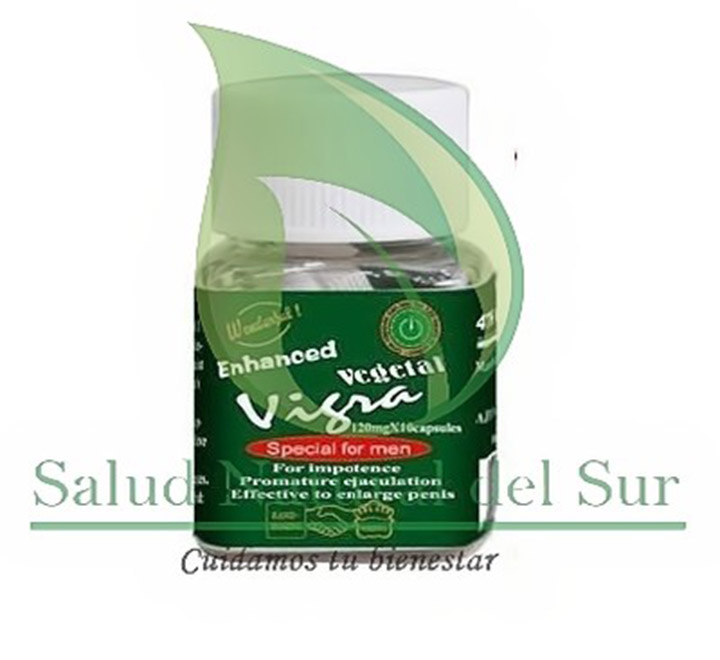 Wonderful !
Enhanced
vegetal
Vigra
120mgX10capsules
Special for men
For impotence
Promature ejaculation
Effective to enlarge penis
Salud N al del Sur
Cuidamos tu bienestar